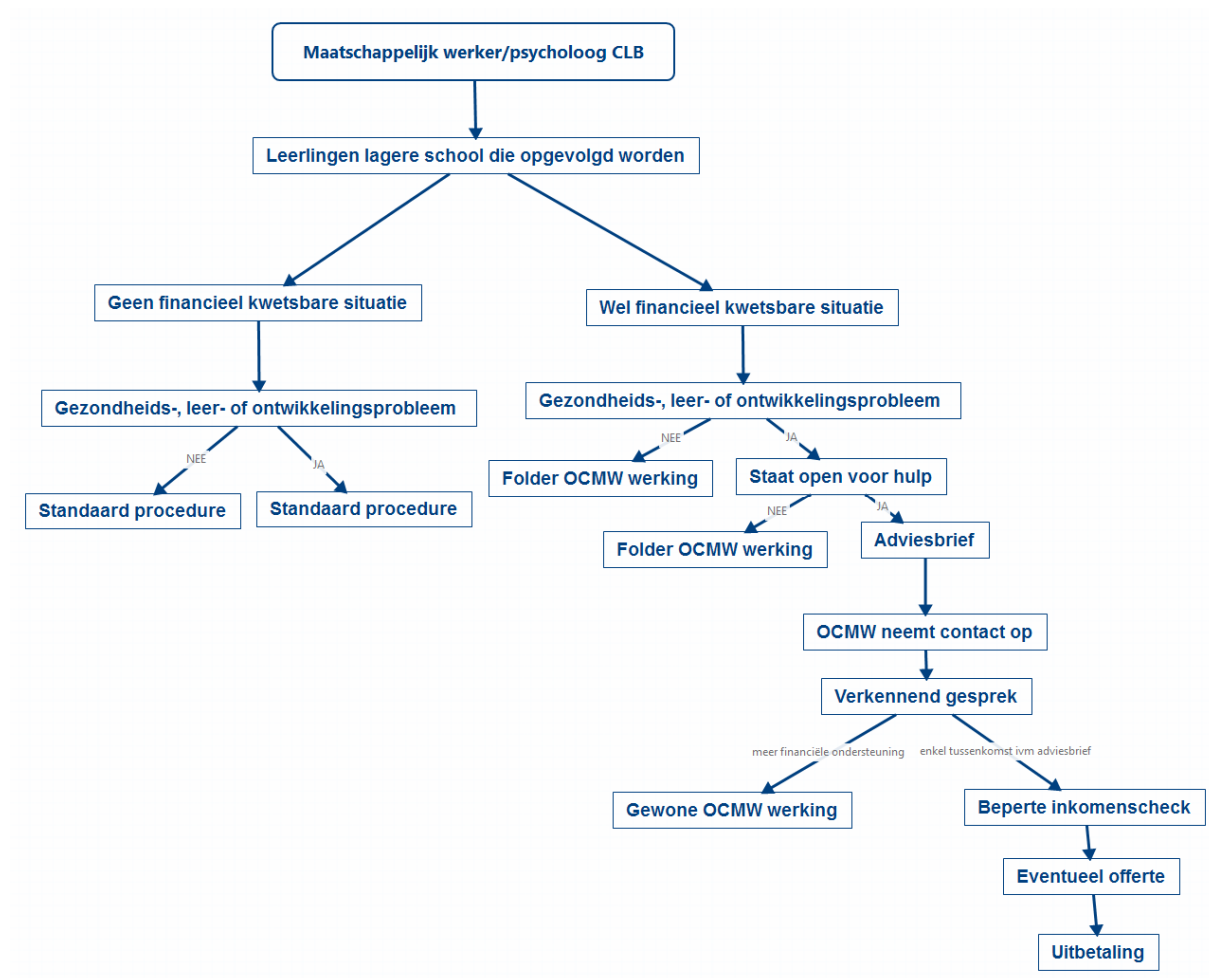 Maatschappelijk werker/psycholoog CLB
Leerlingen lagere school die opgevolgd worden
Geen financieel kwetsbare situatie
Wel financieel kwetsbare situatie
Gezondheids-, leer- of ontwikkelingsprobleem
Gezondheids-, leer- of ontwikkelingsprobleem
NEE
JA
NEE
JA
Standaard procedure
Standaard procedure
Folder OCMW werking
Staat open voor hulp
NEE
JA
Folder OCMW werking
Adviesbrief
OCMW neemt contact op
Verkennend gesprek
meer financiële ondersteuning
enkel tussenkomst ivm adviesbrief
Gewone OCMW werking
Beperte inkomenscheck
Eventueel offerte
Uitbetaling